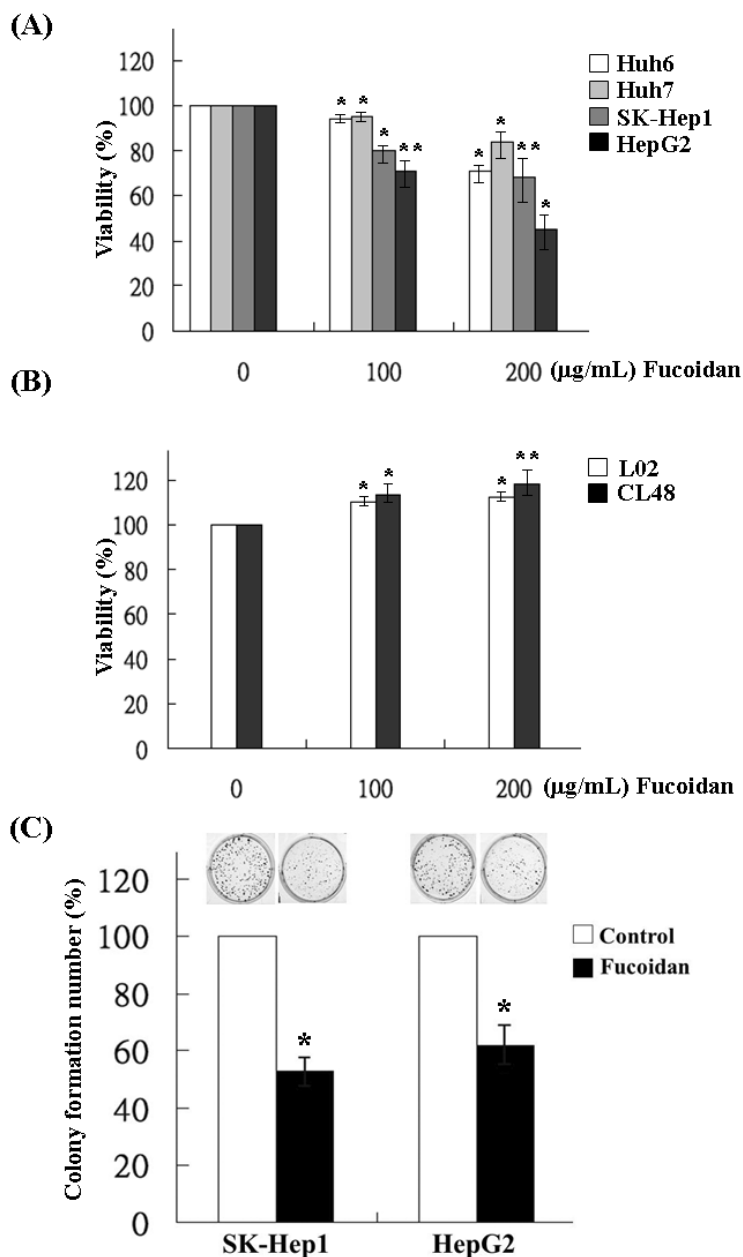 (A)
Viability (%)
120
100
80
60
40
20
0
* * * **
* * ** *
Huh6
Huh7
SK-Hep1
HepG2
0 100 200 (μg/mL) Fucoidan
(B)
Viability (%)
120
100
80
60
40
20
0
* *
* **
L02
CL48
0 100 200 (μg/mL) Fucoidan
(C)
Colony formation number (%)
120
100
80
60
40
20
0
*
*
Control
Fucoidan
SK-Hep1 HepG2